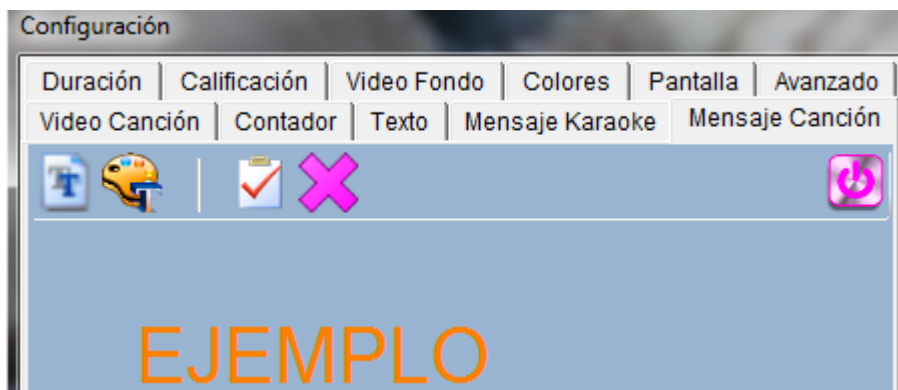 Configuración
Duración Calificación Video Fondo Colores Pantalla Avanzado
Video Canción Contador Texto Mensaje Karaoke Mensaje Canción
EJEMPLO